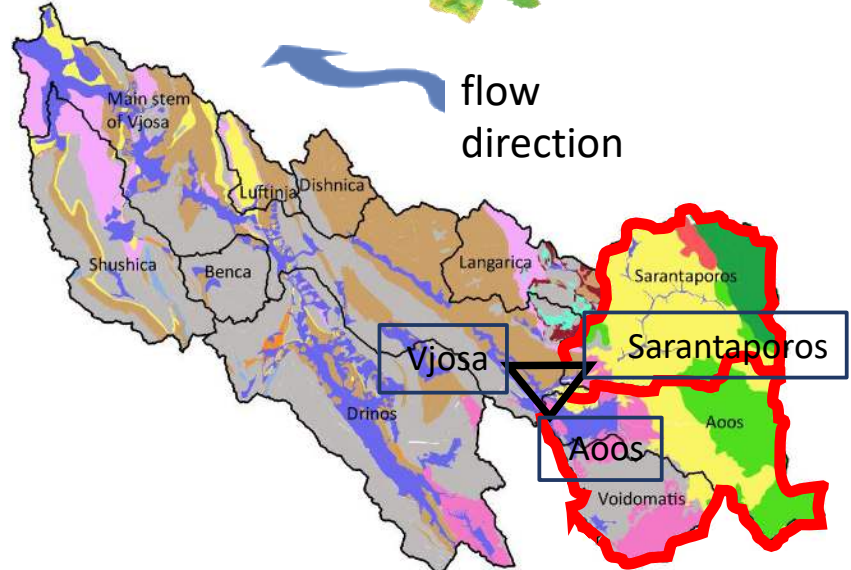 flow
direction
Main stem
of Vjosa
Luftinja
Dishnica
Shushica
Benca
Langarica
Sarantaporos
Vjosa
Sarantaporos
Drinos
Aoos
Aoos
Voidomatis